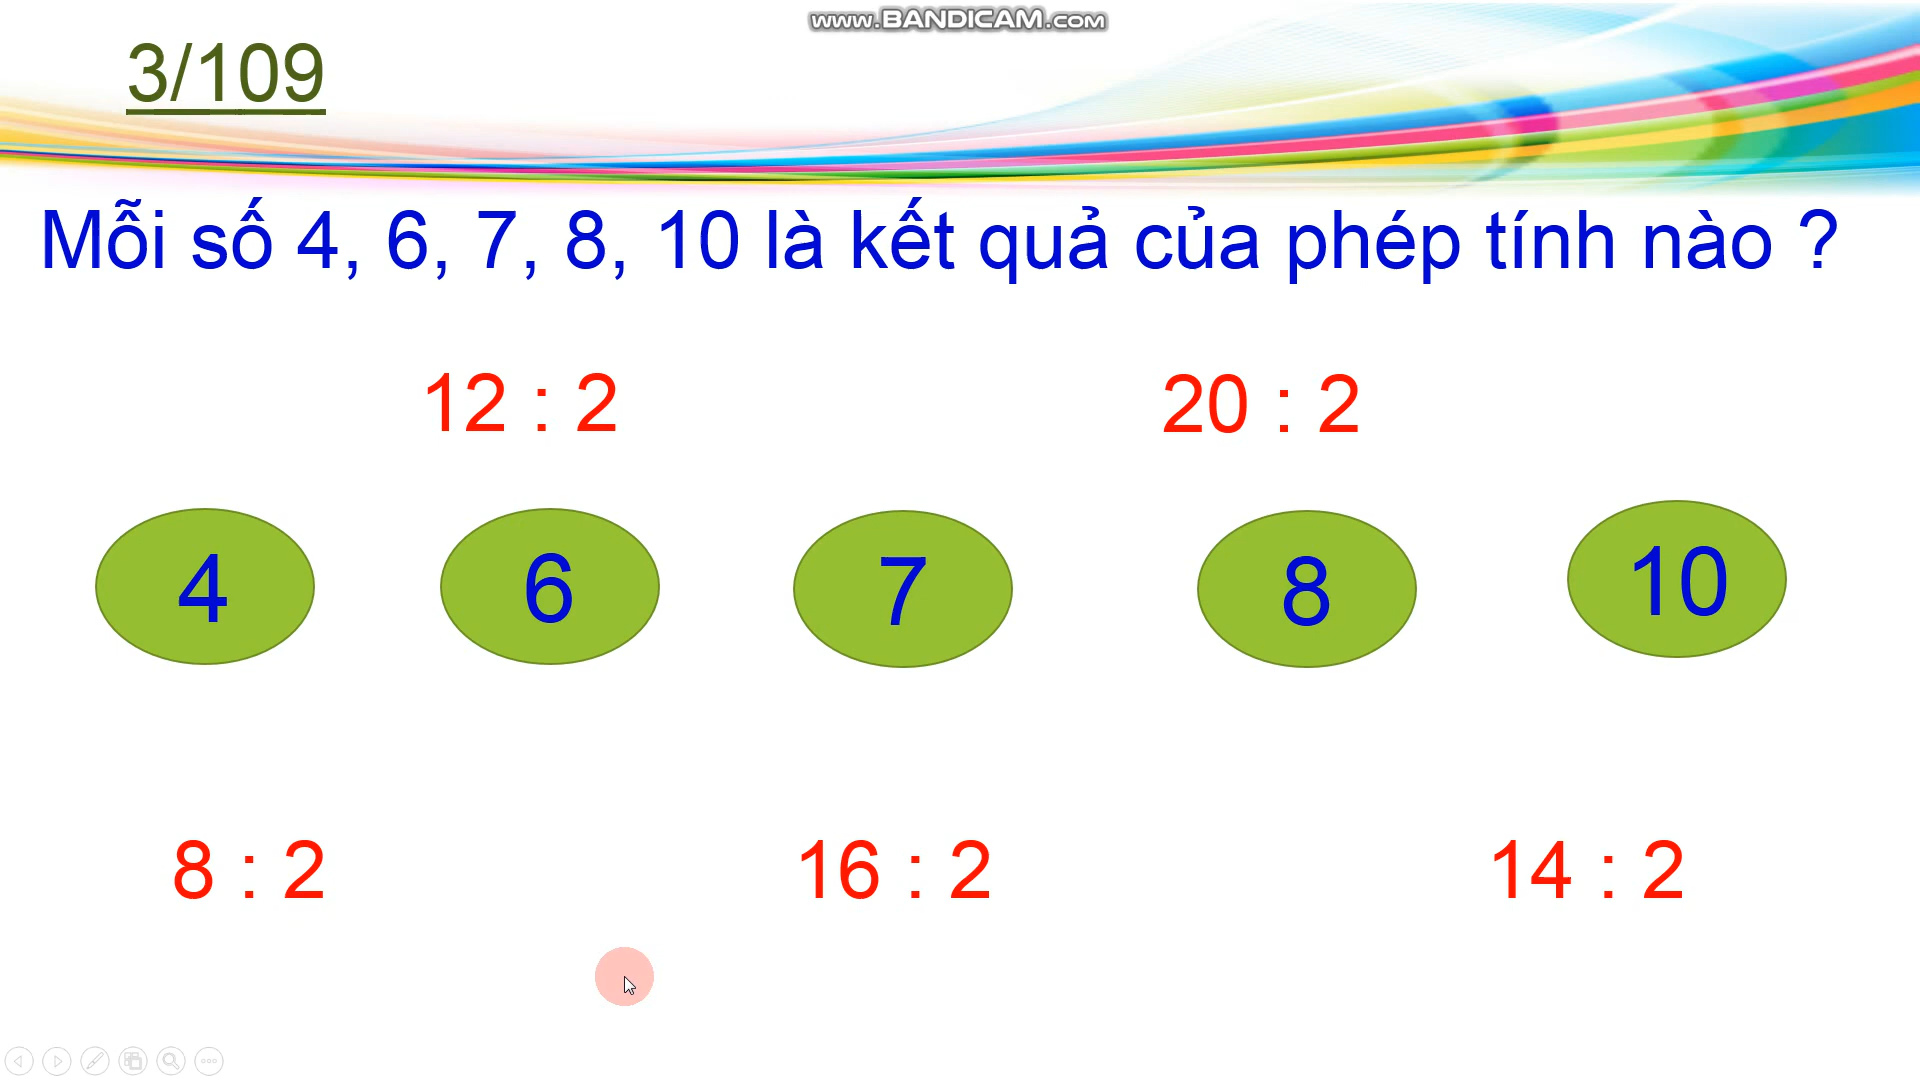 www.BANDICAM.com
3/109
Mỗi số 4, 6, 7, 8, 10 là kết quả của phép tính nào ?
12 : 2 20 : 2
4 6 7 8 10
8 : 2 16 : 2 14 : 2